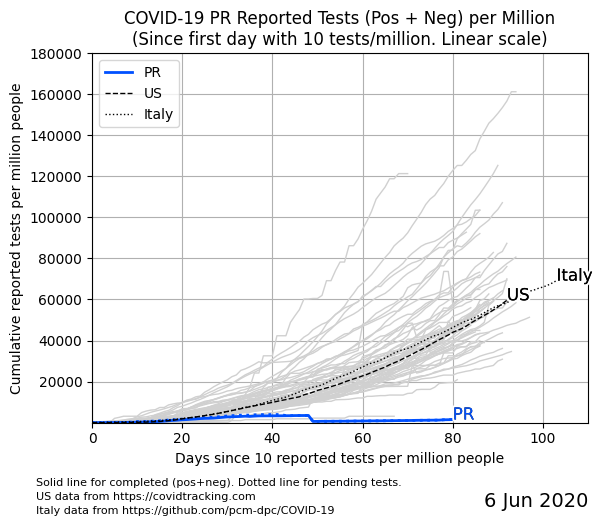 COVID-19 PR Reported Tests (Pos + Neg) per Million
(Since first day with 10 tests/million. Linear scale)
Cumulative reported tests per million people
180000
160000
140000
120000
100000
80000
60000
40000
20000
PR
US
Italy
Italy
US
PR
0 20 40 60 80 100
Days since 10 reported tests per million people
Solid line for completed (pos+neg). Dotted line for pending tests.
US data from https://covidtracking.com
Italy data from https://github.com/pcm-dpc/COVID-19
6 Jun 2020